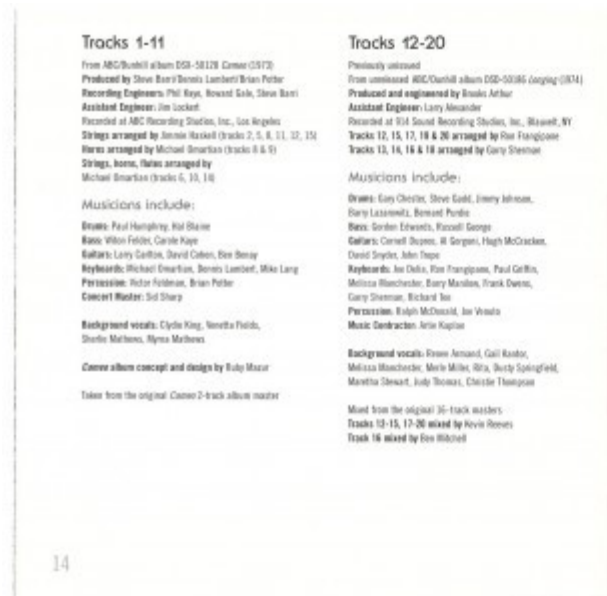 Tracks 1-11
From ABC/Dunhill album DSX-50128 Cameo (1973)
Produced by Steve Barri/Dennis Lambert/Brian Potter
Recording Engineers: Phil Kaye, Howard Gale, Steve Barri
Assistant Engineer: Jim Lockert
Recorded at ABC Recording Studios, Inc., Los Angeles
Strings arranged by Jimmie Haskell (tracks 2, 5, 8, 11, 12, 15)
Horns arranged by Michael Omartian (tracks 8 & 9)
Strings, horns, flutes arranged by
Michael Omartian (tracks 6, 10, 14)
Musicians include:
Drums: Paul Humphrey, Hal Blaine
Bass: Wilton Felder, Carole Kaye
Guitars: Larry Carlton, David Cohen, Ben Benay
Keyboards: Michael Omartian, Dennis Lambert, Mike Lang
Percussion: Victor Feldman, Brian Potter
Concert Master: Sid Sharp
Background vocals: Clydie King, Venetta Fields,
Sherlie Mathews, Myrna Mathews
Cameo album concept and design by Ruby Mazur
Taken from the original Cameo 2-track album master
Tracks 12-20
Previously unissued
From unreleased ABC/Dunhill album DSD-50186 Longing (1974)
Produced and engineered by Brooks Arthur
Assistant Engineer: Larry Alexander
Recorded at 914 Sound Recording Studios, Inc., Blauvelt, NY
Tracks 12, 15, 17, 19 & 20 arranged by Ron Frangipane
Tracks 13, 14, 16 & 18 arranged by Garry Sherman
Musicians include:
Drums: Gary Chester, Steve Gadd, Jimmy Johnson,
Barry Lazarowitz, Bernard Purdie
Bass: Gordon Edwards, Russell George
Guitars: Cornell Dupree, Al Gorgoni, Hugh McCracken,
David Snyder, John Tropea
Keyboards: Joe Delia, Ron Frangipane, Paul Griffin,
Melissa Manchester, Barry Manilow, Frank Owens,
Garry Sherman, Richard Tee
Percussion: Ralph McDonald, Joe Venuto
Music Contractor: Artie Kaplan
Background vocals: Renee Armand, Gail Kantor,
Melissa Manchester, Merle Miller, Rita, Dusty Springfield,
Maretha Stewart, Judy Thomas, Christie Thompson
Mixed from the original 16-track masters
Tracks 12-15, 17-20 mixed by Kevin Reeves
Track 16 mixed by Ben Mitchell
14